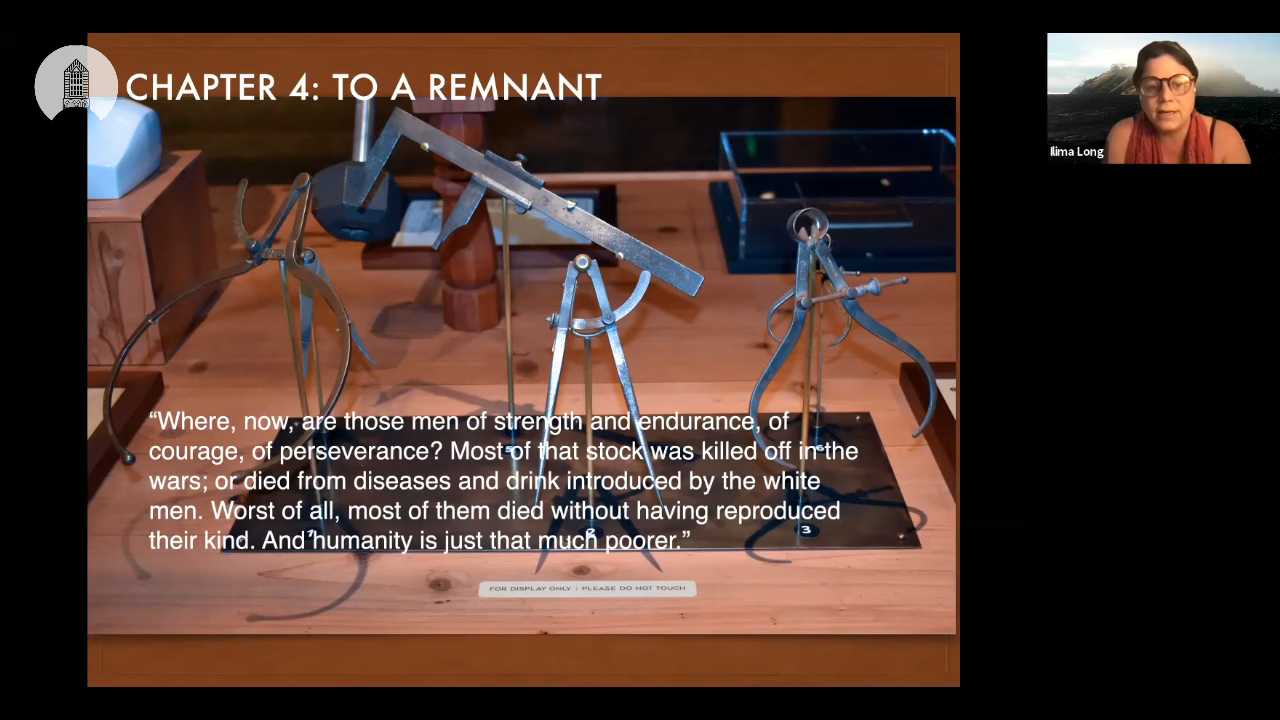 CHAPTER 4: TO A REMNANT
Ilima Long
“Where, now, are those men of strength and endurance, of
courage, of perseverance? Most of that stock was killed off in the
wars; or died from diseases and drink introduced by the white
men. Worst of all, most of them died without having reproduced
their kind. And humanity is just that much poorer.”
2
3
FOR DISPLAY ONLY | PLEASE DO NOT TOUCH